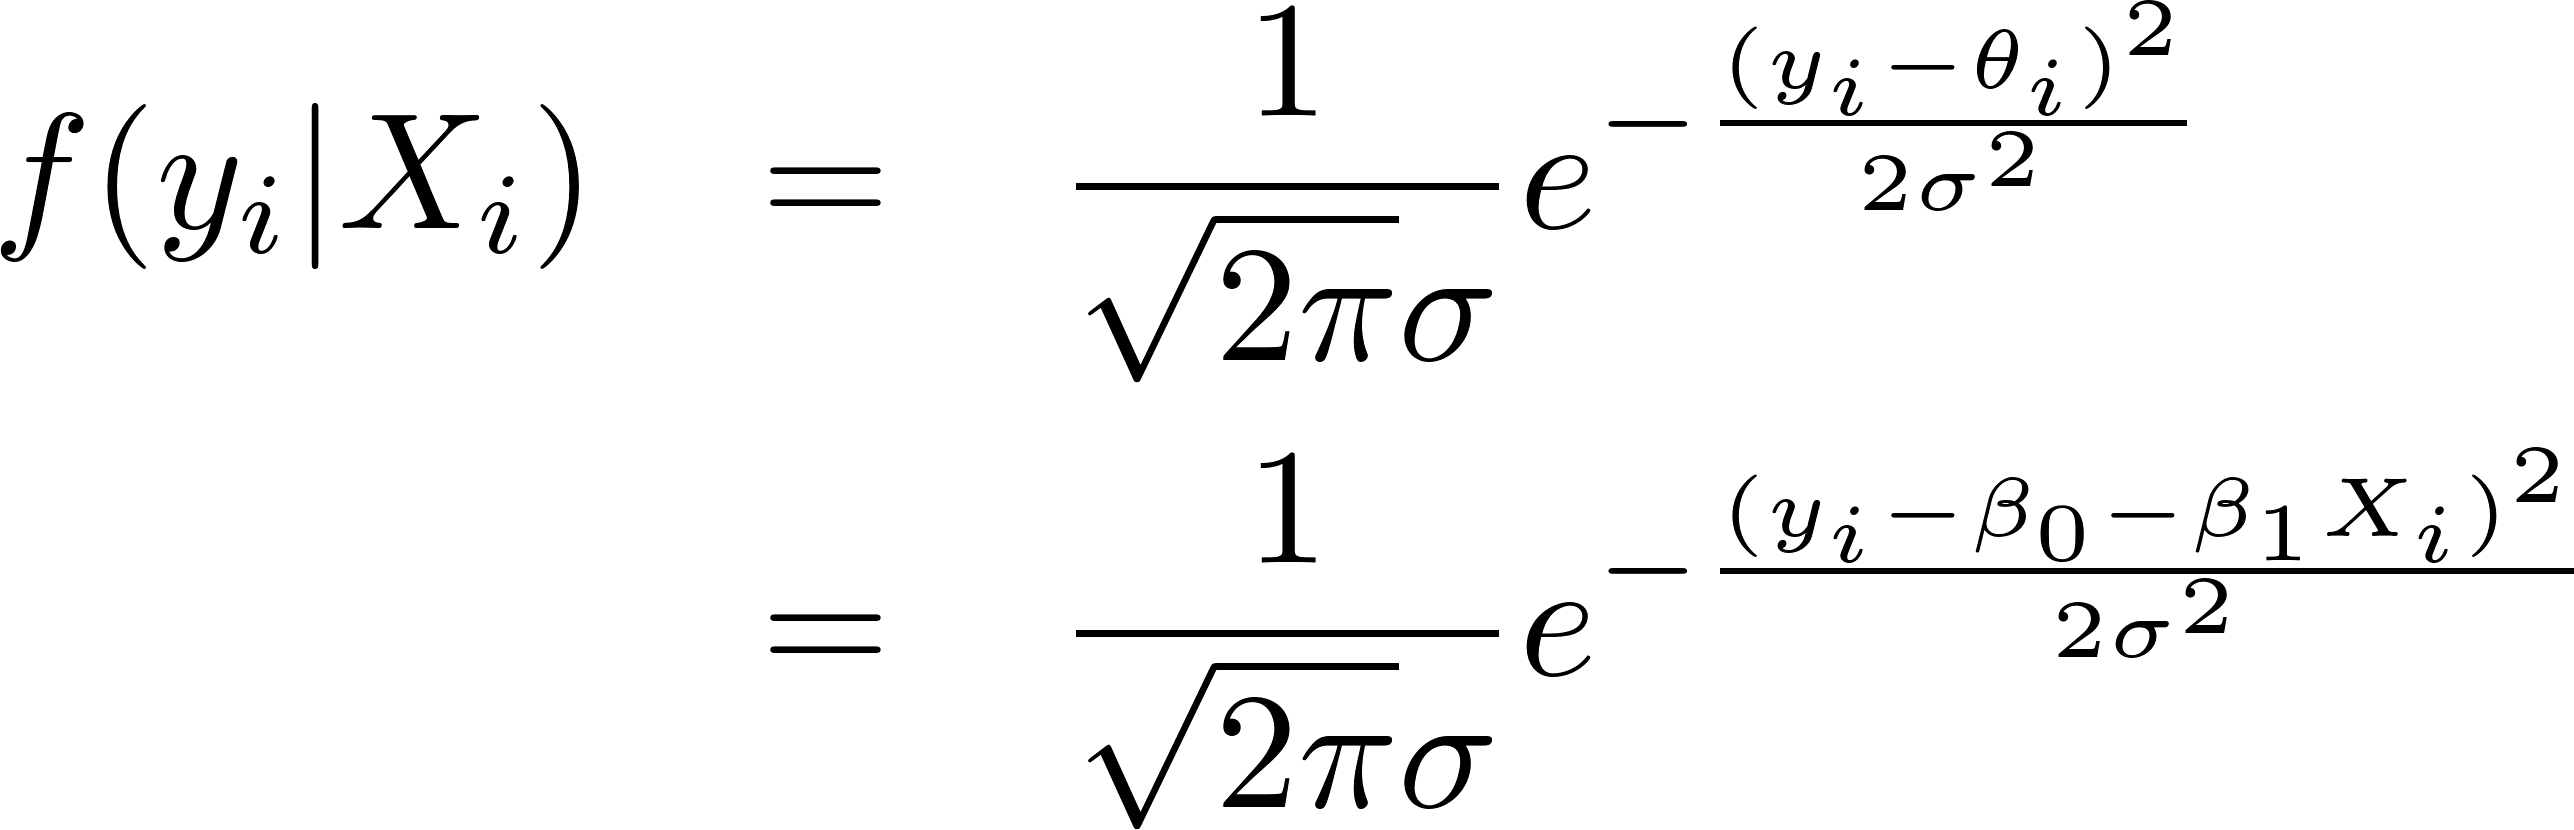 f(y_i|X_i) = \frac{1}{\sqrt{2\pi}\sigma} e^{-\frac{(y_i-\theta_i)^2}{2\sigma^2}}
= \frac{1}{\sqrt{2\pi}\sigma} e^{-\frac{(y_i-\beta_0-\beta_1 X_i)^2}{2\sigma^2}}